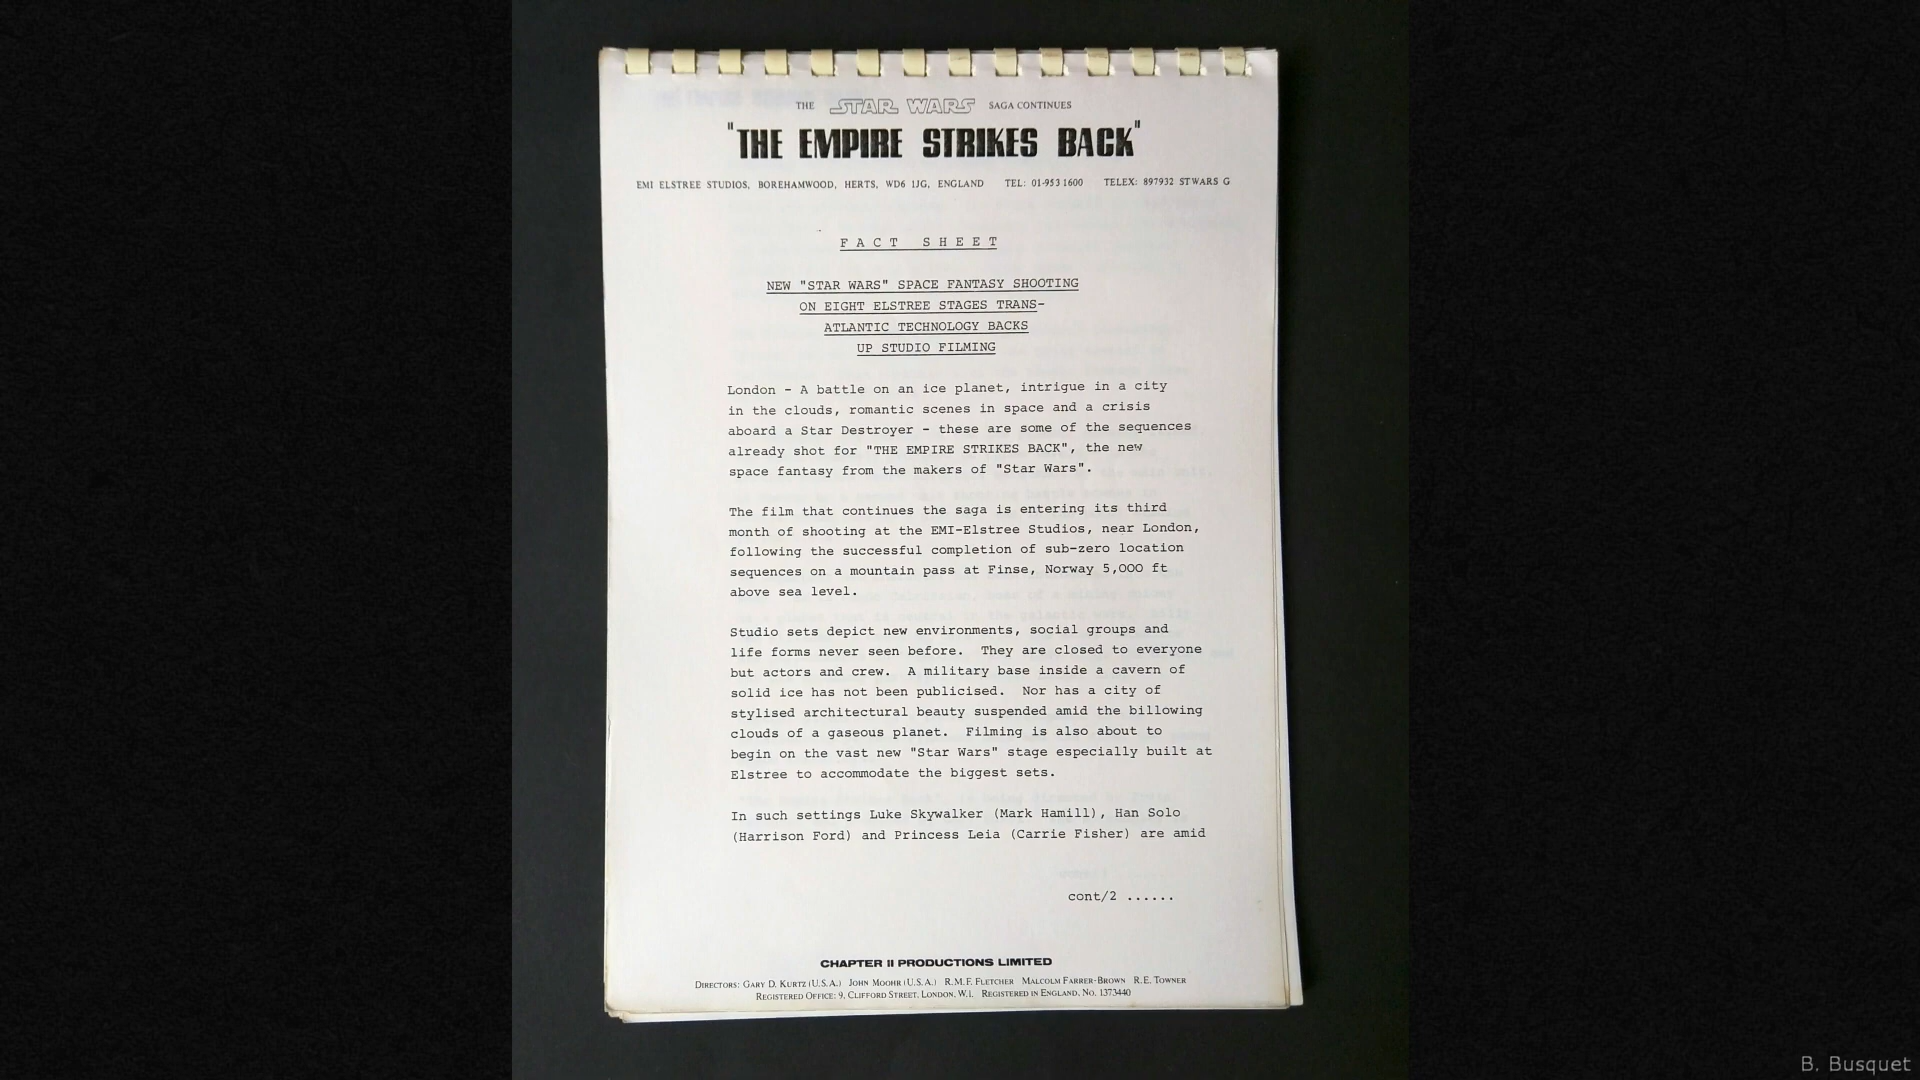 THE STAR WARS SAGA CONTINUES
"THE EMPIRE STRIKES BACK"
EMI ELSTREE STUDIOS, BOREHAMWOOD, HERTS, WD6 1JG, ENGLAND TEL: 01-953 1600 TELEX: 897932 STWARS G
FACT SHEET
NEW "STAR WARS" SPACE FANTASY SHOOTING
ON EIGHT ELSTREE STAGES TRANS-
ATLANTIC TECHNOLOGY BACKS
UP STUDIO FILMING
London - A battle on an ice planet, intrigue in a city
in the clouds, romantic scenes in space and a crisis
aboard a Star Destroyer - these are some of the sequences
already shot for "THE EMPIRE STRIKES BACK", the new
space fantasy from the makers of "Star Wars".
The film that continues the saga is entering its third
month of shooting at the EMI-Elstree Studios, near London,
following the successful completion of sub-zero location
sequences on a mountain pass at Finse, Norway 5,000 ft
above sea level.
Studio sets depict new environments, social groups and
life forms never seen before. They are closed to everyone
but actors and crew. A military base inside a cavern of
solid ice has not been publicised. Nor has a city of
stylised architectural beauty suspended amid the billowing
clouds of a gaseous planet. Filming is also about to
begin on the vast new "Star Wars" stage especially built at
Elstree to accommodate the biggest sets.
In such settings Luke Skywalker (Mark Hamill), Han Solo
(Harrison Ford) and Princess Leia (Carrie Fisher) are amid
cont/2 ......
CHAPTER II PRODUCTIONS LIMITED
DIRECTORS: GARY D. KURTZ (U.S.A.) JOHN MOOHR (U.S.A.) R.M.F. FLETCHER MALCOLM FARRER-BROWN R.E. TOWNER
REGISTERED OFFICE: 9, CLIFFORD STREET, LONDON, W.1. REGISTERED IN ENGLAND, NO. 1373440
B. Busquet